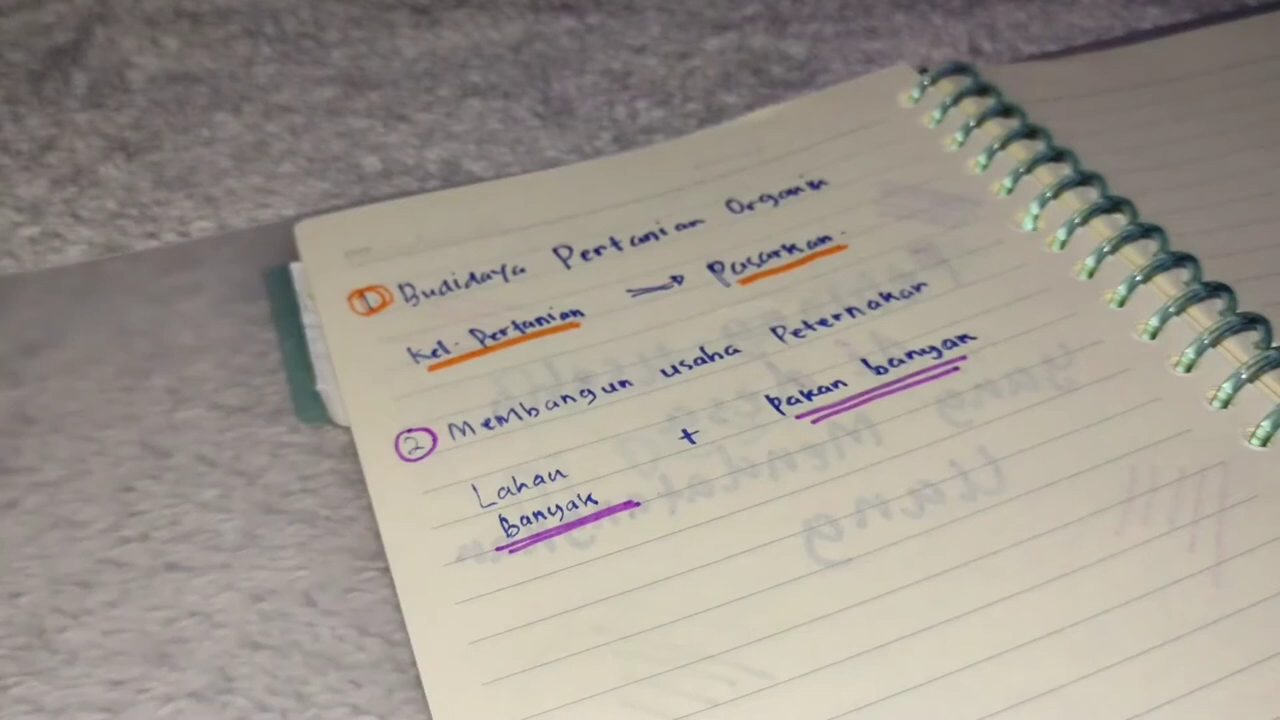 ① Budidaya Pertanian Organik
Kel. Pertanian → Pasarkan.
② Membangun usaha Peternakan
Lahan + Pakan banyak
Banyak